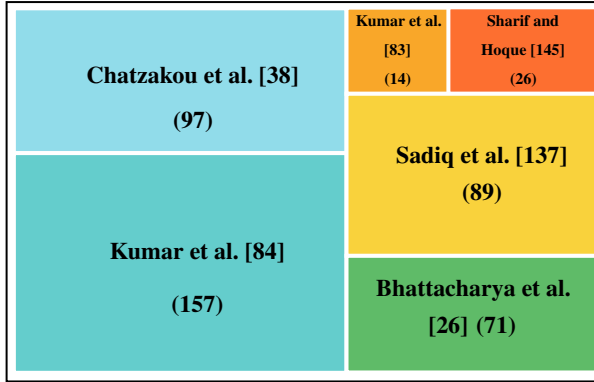 Chatzakou et al. [38]
(97)
Kumar et al. [84]
(157)
Kumar et al.
[83]
(14)
Sharif and
Hoque [145]
(26)
Sadiq et al. [137]
(89)
Bhattacharya et al.
[26] (71)